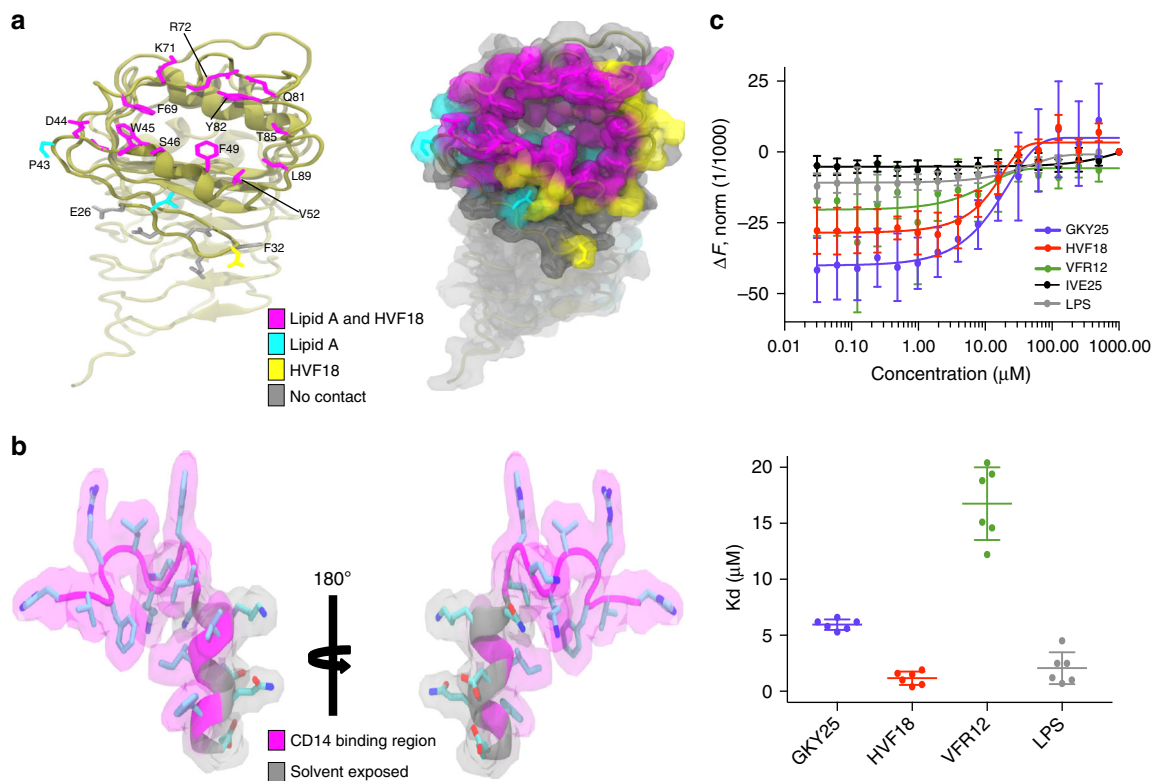 a
R72
K71
Q81
F69
D44
W45
Y82
T85
S46
F49
P43
L89
V52
E26
F32
Lipid A and HVF18
Lipid A
HVF18
No contact
b
180°
CD14 binding region
Solvent exposed
c
ΔF, norm (1/1000)
25
0
−25
−50
GKY25
HVF18
VFR12
IVE25
LPS
0.01 0.10 1.00 10.00 100.00 1000.00
Concentration (μM)
Kd (μM)
20
15
10
5
0
GKY25 HVF18 VFR12 LPS